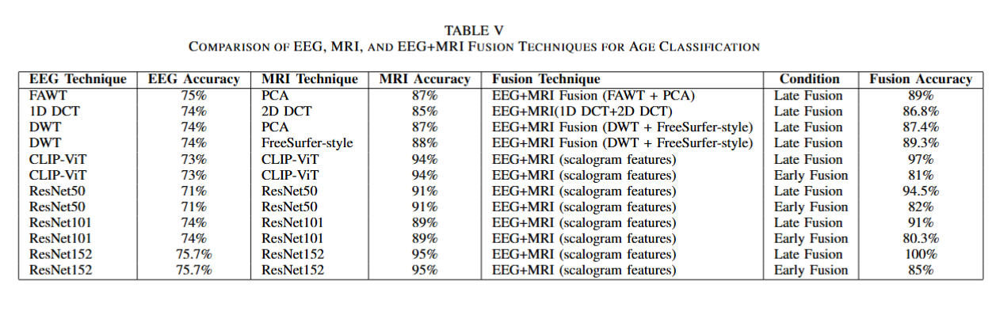 TABLE V
COMPARISON OF EEG, MRI, AND EEG+MRI FUSION TECHNIQUES FOR AGE CLASSIFICATION
EEG Technique EEG Accuracy MRI Technique MRI Accuracy Fusion Technique Condition Fusion Accuracy
FAWT 75% PCA 87% EEG+MRI Fusion (FAWT + PCA) Late Fusion 89%
1D DCT 74% 2D DCT 85% EEG+MRI(1D DCT+2D DCT) Late Fusion 86.8%
DWT 74% PCA 87% EEG+MRI Fusion (DWT + FreeSurfer-style) Late Fusion 87.4%
DWT 74% FreeSurfer-style 88% EEG+MRI Fusion (DWT + FreeSurfer-style) Late Fusion 89.3%
CLIP-ViT 73% CLIP-ViT 94% EEG+MRI (scalogram features) Late Fusion 97%
CLIP-ViT 73% CLIP-ViT 94% EEG+MRI (scalogram features) Early Fusion 81%
ResNet50 71% ResNet50 91% EEG+MRI (scalogram features) Late Fusion 94.5%
ResNet50 71% ResNet50 91% EEG+MRI (scalogram features) Early Fusion 82%
ResNet101 74% ResNet101 89% EEG+MRI (scalogram features) Late Fusion 91%
ResNet101 74% ResNet101 89% EEG+MRI (scalogram features) Early Fusion 80.3%
ResNet152 75.7% ResNet152 95% EEG+MRI (scalogram features) Late Fusion 100%
ResNet152 75.7% ResNet152 95% EEG+MRI (scalogram features) Early Fusion 85%